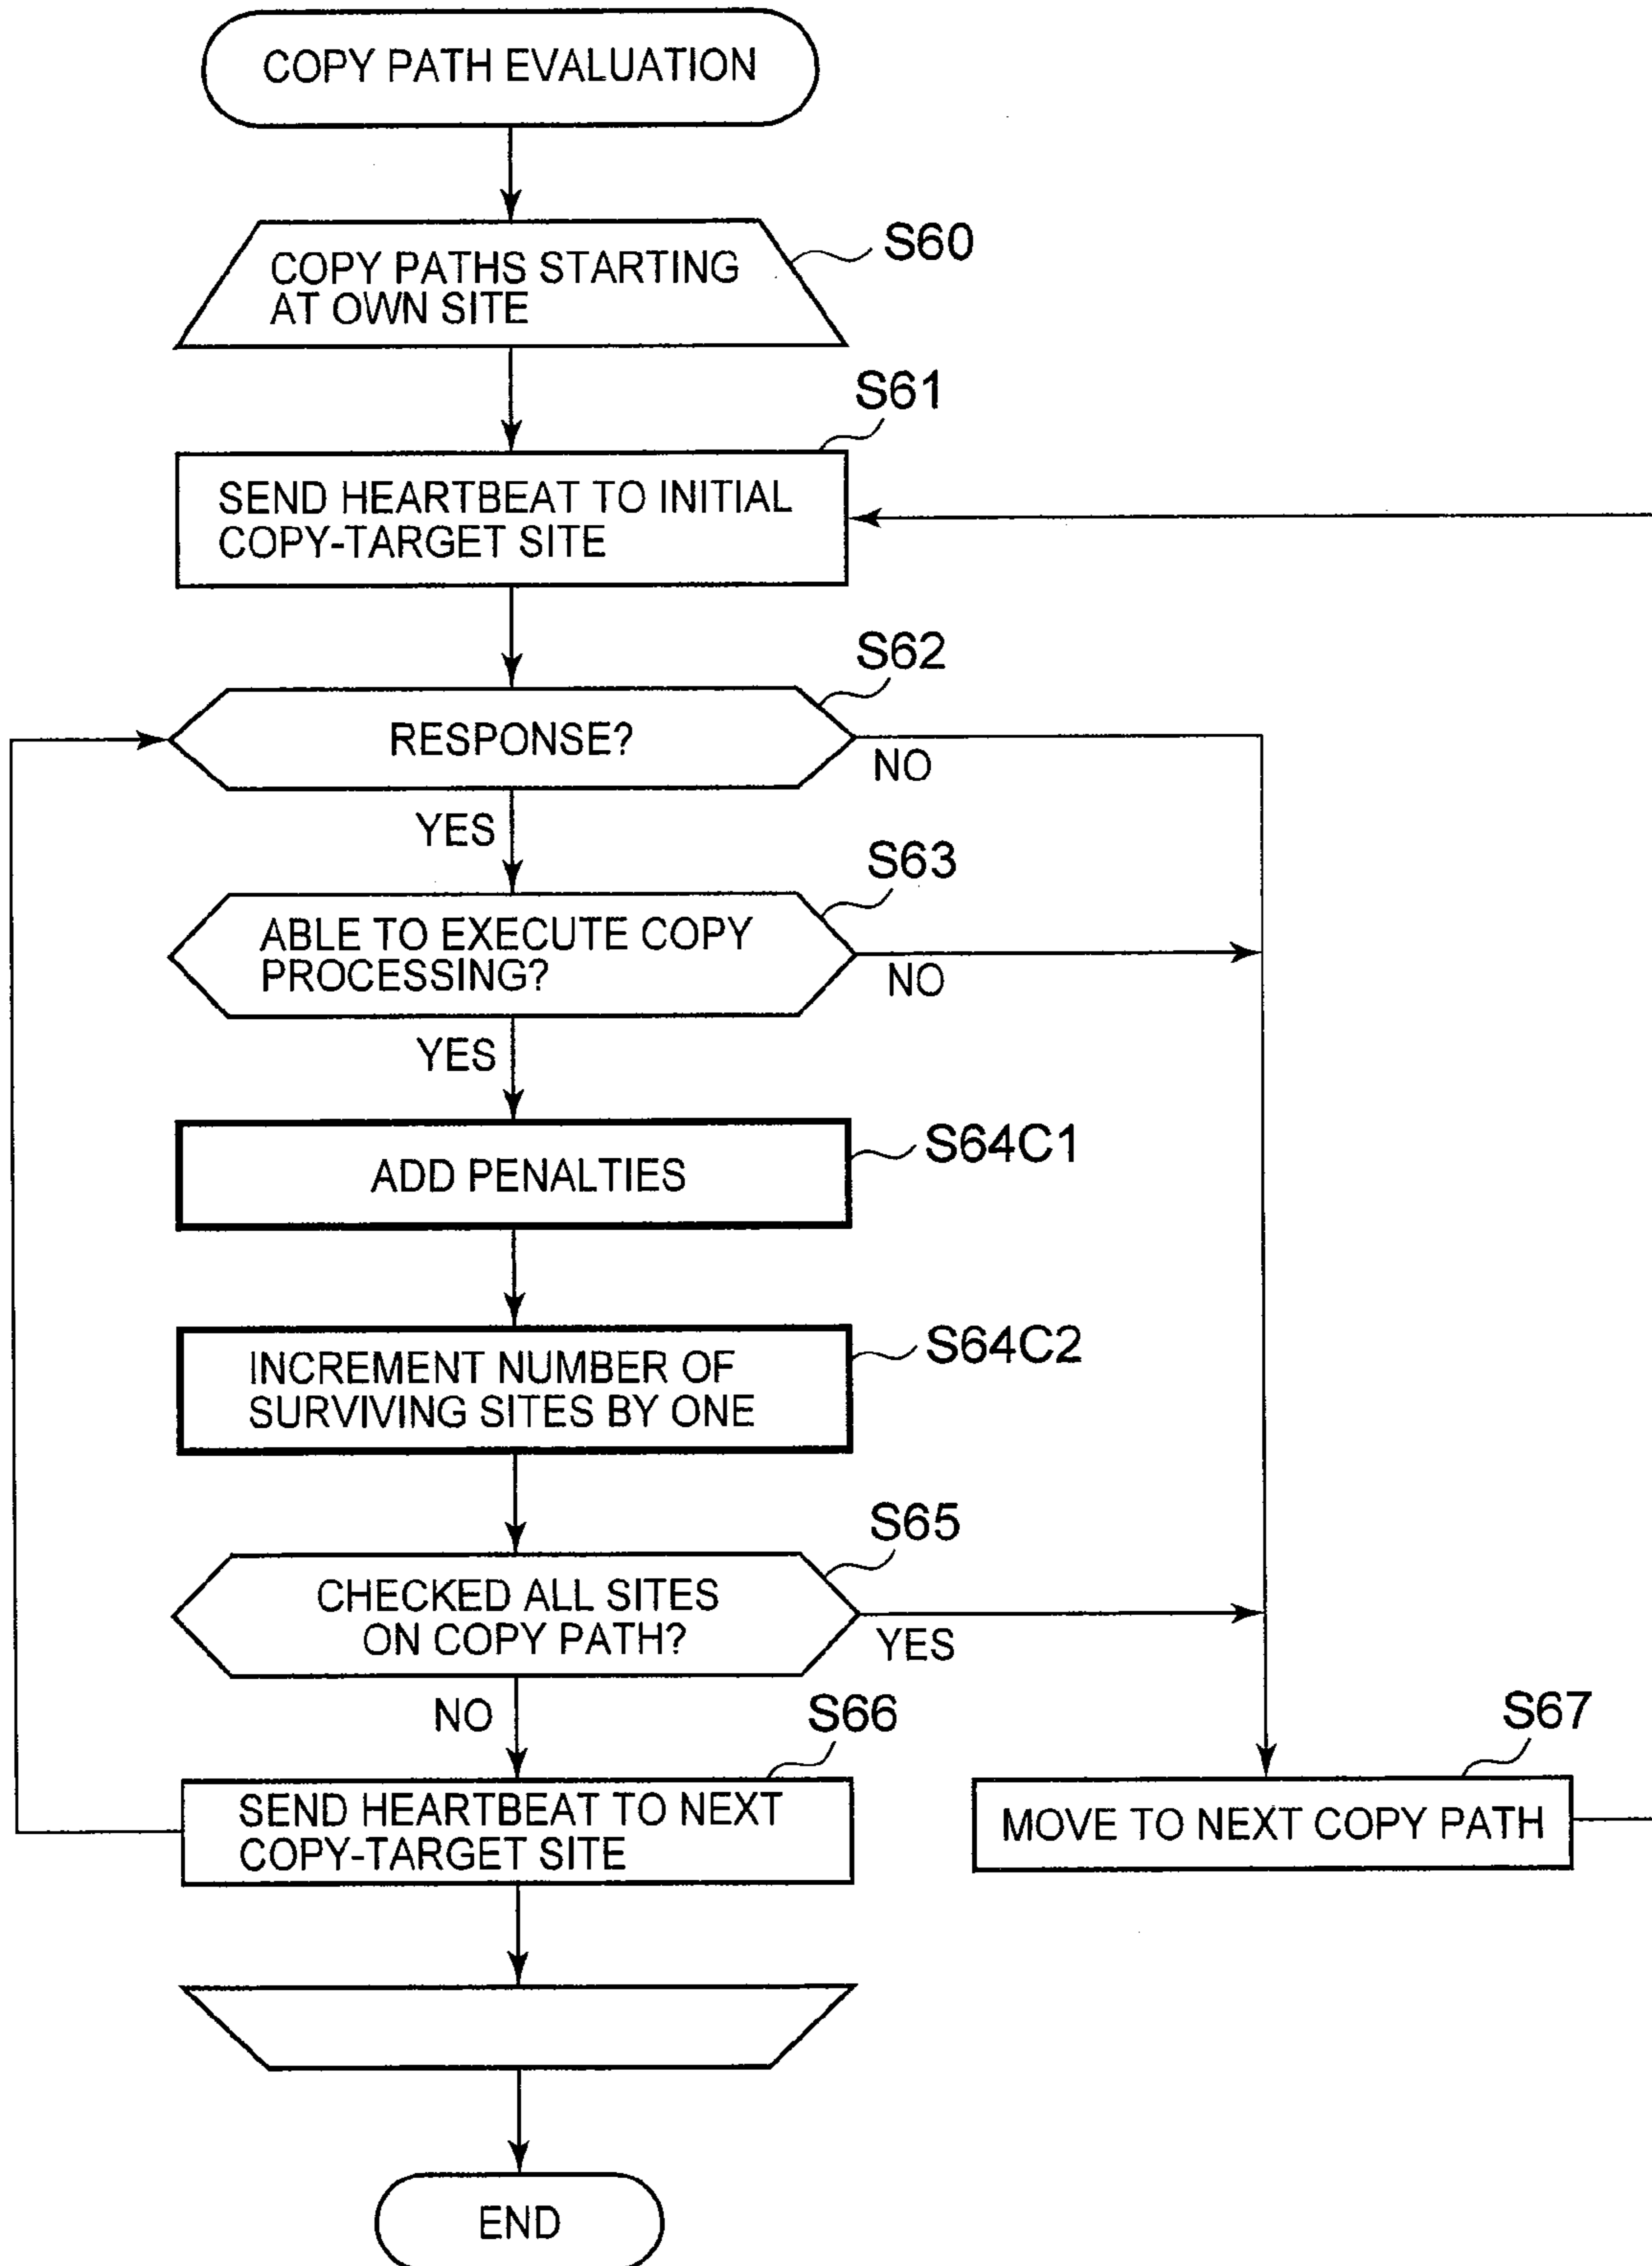 COPY PATH EVALUATION
S60
COPY PATHS STARTING
AT OWN SITE
S61
SEND HEARTBEAT TO INITIAL
COPY-TARGET SITE
S62
RESPONSE?
NO
YES
S63
ABLE TO EXECUTE COPY
PROCESSING?
NO
YES
S64C1
ADD PENALTIES
S64C2
INCREMENT NUMBER OF
SURVIVING SITES BY ONE
S65
CHECKED ALL SITES
ON COPY PATH?
YES
NO
S66
SEND HEARTBEAT TO NEXT
COPY-TARGET SITE
S67
MOVE TO NEXT COPY PATH
END